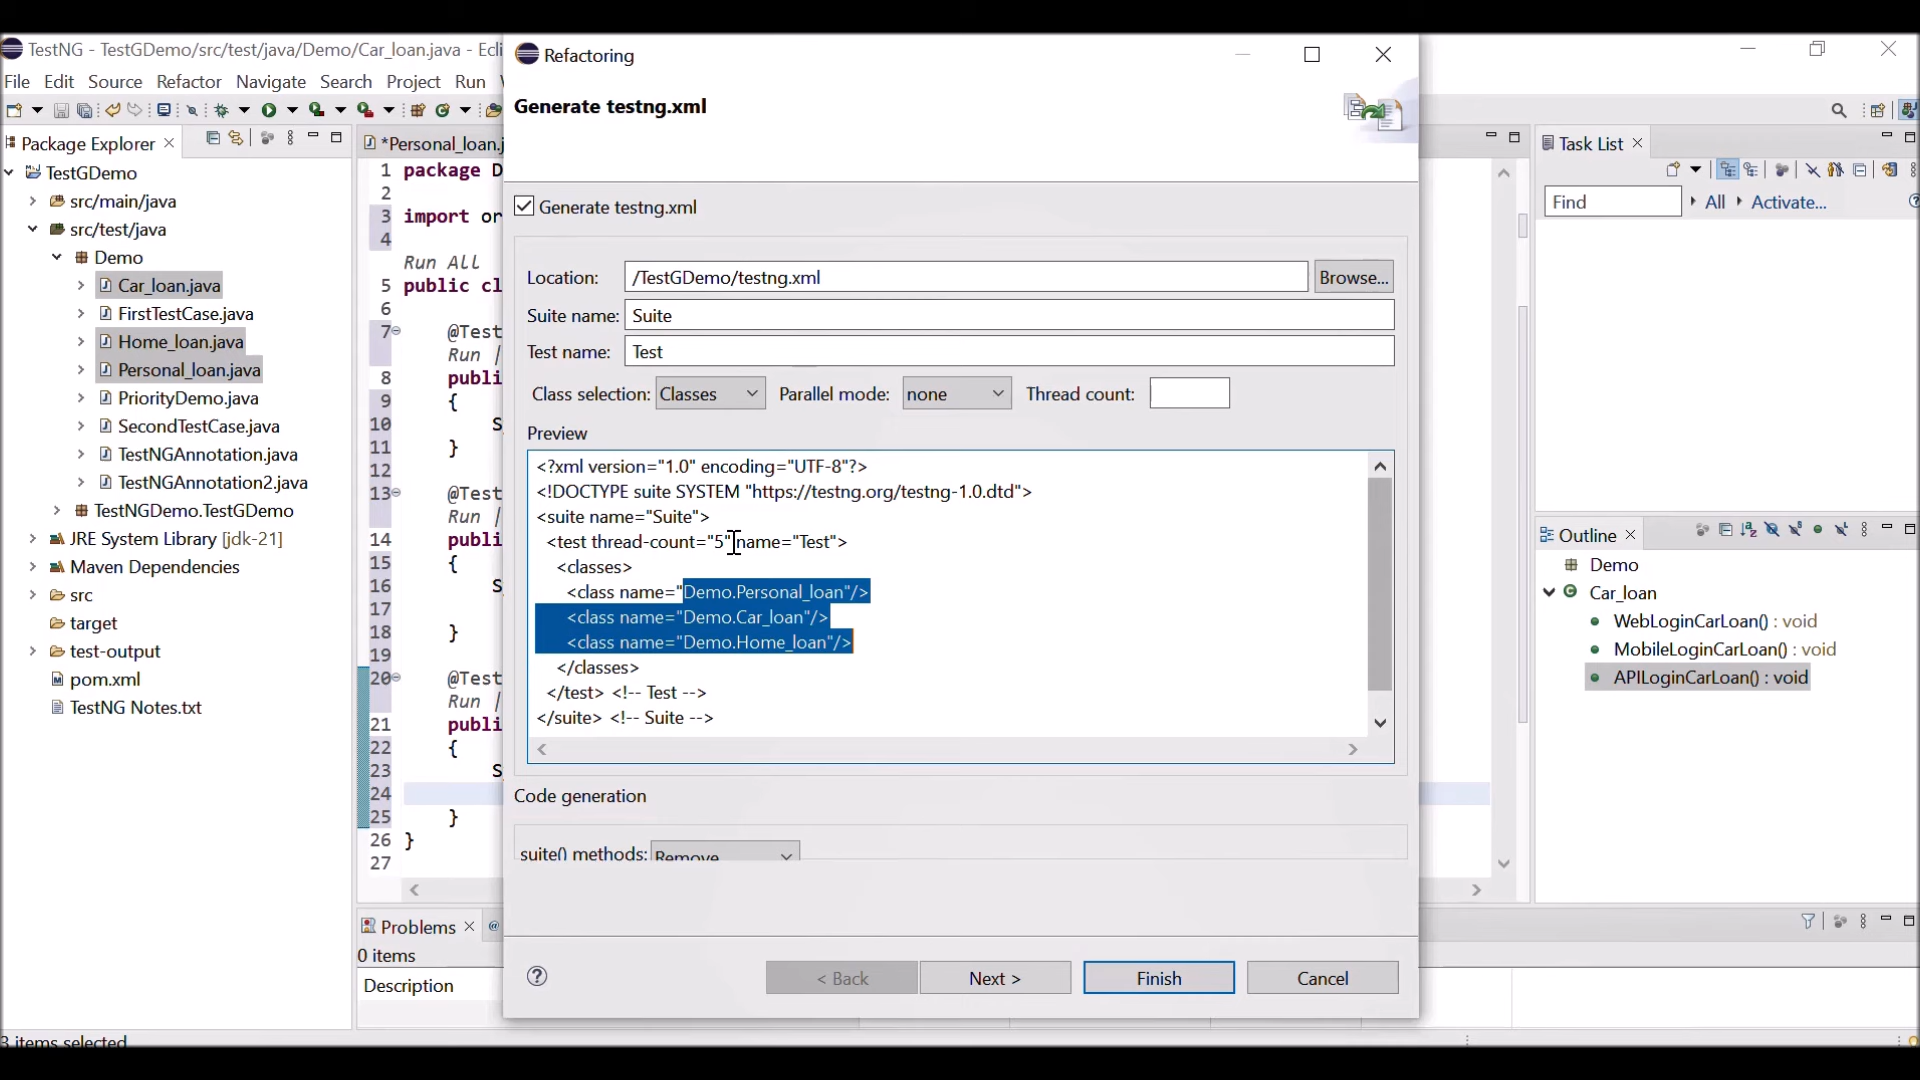 TestNG - TestGDemo/src/test/java/Demo/Car_loan.java - Ecli
File Edit Source Refactor Navigate Search Project Run
Package Explorer
TestGDemo
src/main/java
src/test/java
Demo
Car_loan.java
FirstTestCase.java
Home_loan.java
Personal_loan.java
PriorityDemo.java
SecondTestCase.java
TestNGAnnotation.java
TestNGAnnotation2.java
TestNGDemo.TestGDemo
JRE System Library [jdk-21]
Maven Dependencies
src
target
test-output
pom.xml
TestNG Notes.txt
3 items selected
*Personal_loan.j
1 package D
2
3 import or
4
Run All
5 public cl
6
7 @Test
Run |
8 publi
9 {
10 S
11 }
12
13 @Test
Run |
14 publi
15 {
16 S
17
18 }
19
20 @Test
Run |
21 publi
22 {
23 S
24
25 }
26 }
27
Problems
0 items
Description
Refactoring
Generate testng.xml
Generate testng.xml
Location: /TestGDemo/testng.xml Browse...
Suite name: Suite
Test name: Test
Class selection: Classes Parallel mode: none Thread count:
Preview
<?xml version="1.0" encoding="UTF-8"?>
<!DOCTYPE suite SYSTEM "https://testng.org/testng-1.0.dtd">
<suite name="Suite">
<test thread-count="5" name="Test">
<classes>
<class name="Demo.Personal_loan"/>
<class name="Demo.Car_loan"/>
<class name="Demo.Home_loan"/>
</classes>
</test> <!-- Test -->
</suite> <!-- Suite -->
Code generation
suite() methods: Remove
< Back Next > Finish Cancel
Task List
Find All Activate...
Outline
Demo
Car_loan
WebLoginCarLoan() : void
MobileLoginCarLoan() : void
APILoginCarLoan() : void